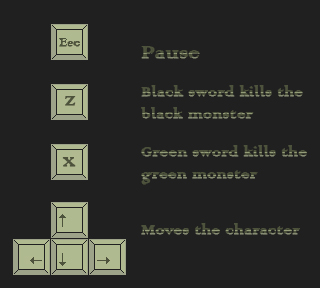 Esc
Pause
Z
Black sword kills the
black monster
X
Green sword kills the
green monster
↑
← ↓ →
Moves the character